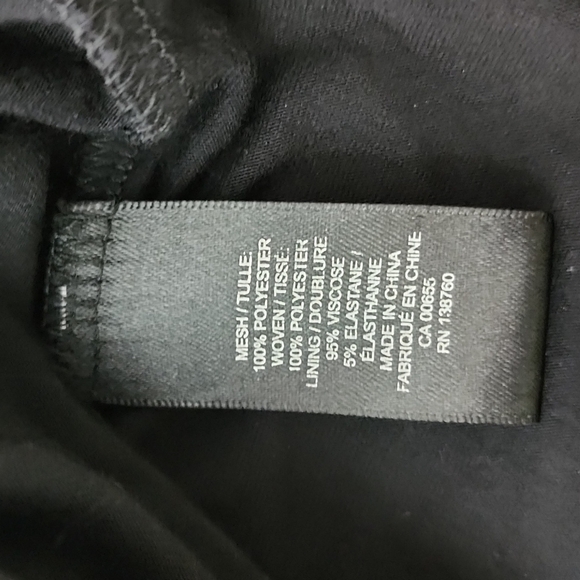 MESH / TULLE:
100% POLYESTER
WOVEN / TISSÉ:
100% POLYESTER
LINING / DOUBLURE
95% VISCOSE
5% ELASTANE /
ÉLASTHANNE
MADE IN CHINA
FABRIQUÉ EN CHINE
CA 00655
RN 138760